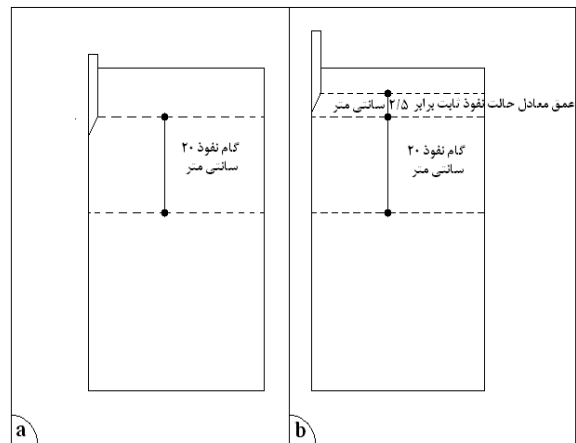 عمق معادل حالت نفوذ ثابت برابر ۲/۵ سانتی متر
گام نفوذ ۲۰
سانتی متر
گام نفوذ ۲۰
سانتی متر
a
b